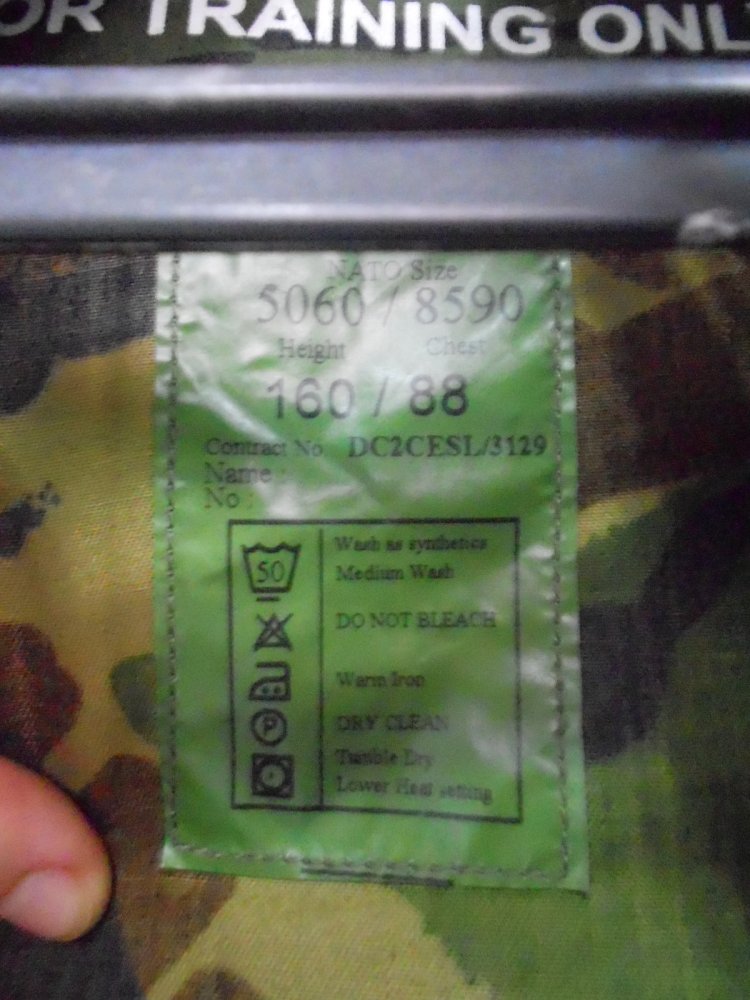 OR TRAINING ONL
NATO Size
5060 / 8590
Height Chest
160 / 88
Contract No DC2CESL/3129
Name :
No :
50
Wash as synthetics
Medium Wash
DO NOT BLEACH
Warm Iron
P
DRY CLEAN
Tumble Dry
Lower Heat setting